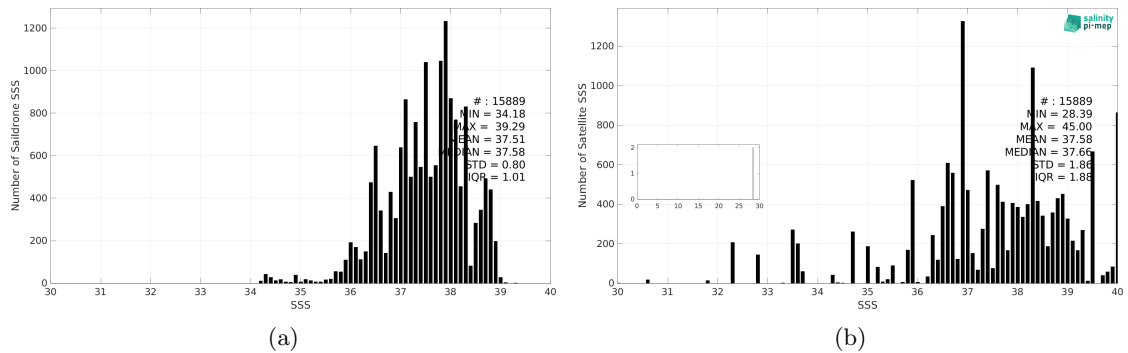 1200
1000
800
600
400
200
0
Number of Saildrone SSS
# : 15889
MIN = 34.18
MAX = 39.29
MEAN = 37.51
MEDIAN = 37.58
STD = 0.80
IQR = 1.01
30 31 32 33 34 35 36 37 38 39 40
SSS
(a)
salinity
pi-mep
1200
1000
800
600
400
200
0
Number of Satellite SSS
# : 15889
MIN = 28.39
MAX = 45.00
MEAN = 37.58
MEDIAN = 37.66
STD = 1.86
IQR = 1.88
2
1
0
0 5 10 15 20 25 30
30 31 32 33 34 35 36 37 38 39 40
SSS
(b)